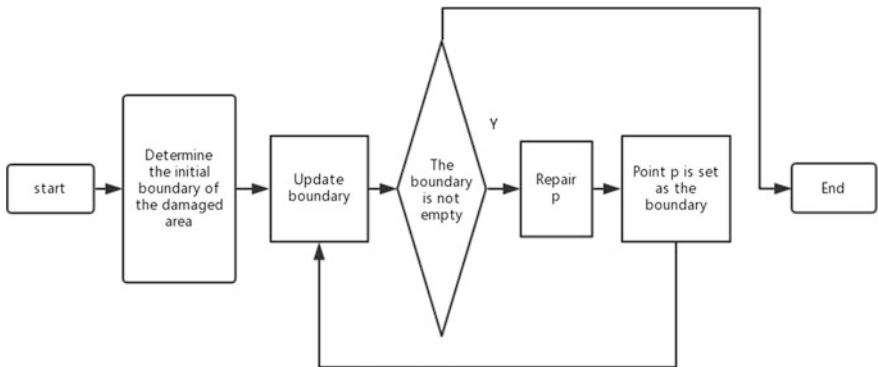 start
Determine
the initial
boundary of
the damaged
area
Update
boundary
The
boundary
is not
empty
Y
Repair
p
Point p is set
as the
boundary
End